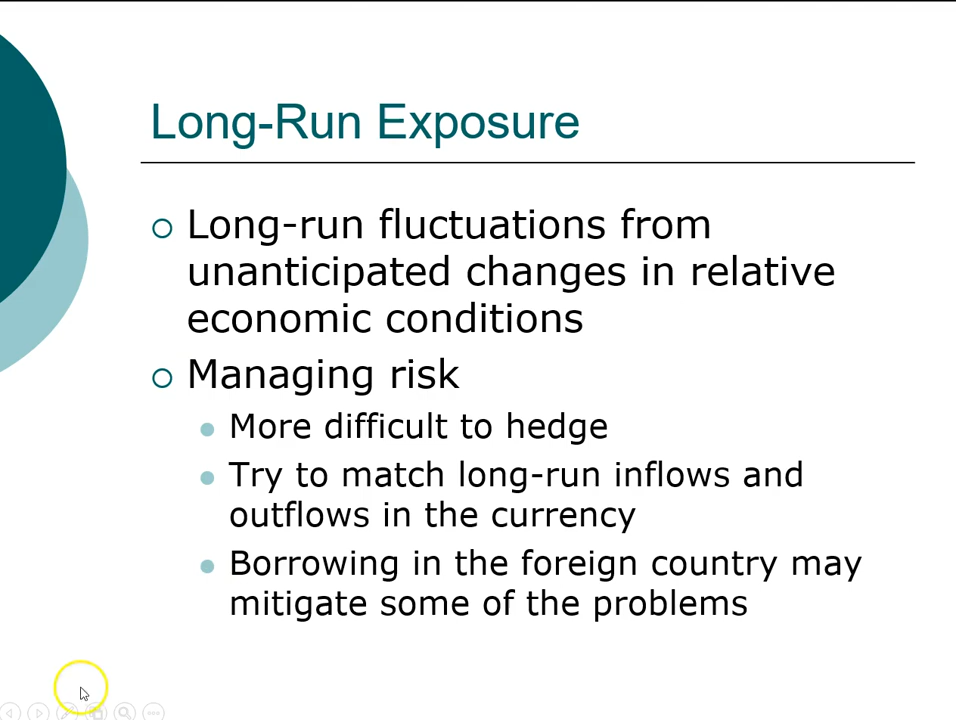 Long-Run Exposure
Long-run fluctuations from
unanticipated changes in relative
economic conditions
Managing risk
More difficult to hedge
Try to match long-run inflows and
outflows in the currency
Borrowing in the foreign country may
mitigate some of the problems